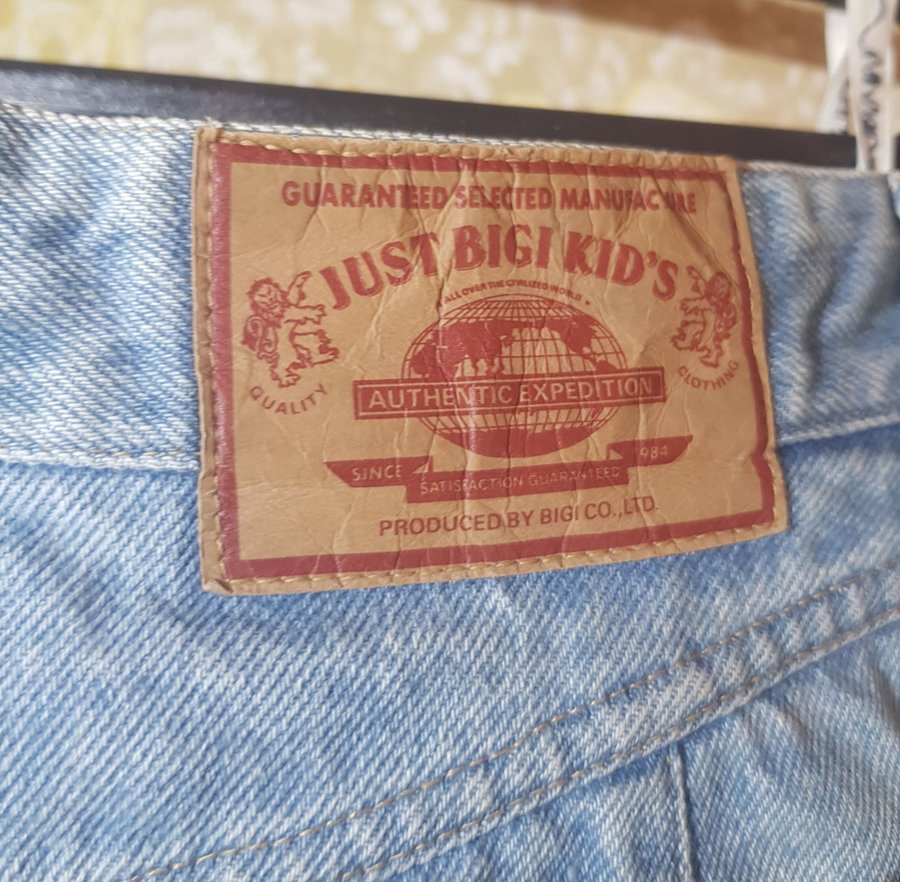 GUARANTEED SELECTED MANUFACTURE
JUST BIGI KID'S
ALL OVER THE CIVILIZED WORLD
AUTHENTIC EXPEDITION
QUALITY
CLOTHING
SINCE 984
SATISFACTION GUARANTEED
PRODUCED BY BIGI CO.,LTD.